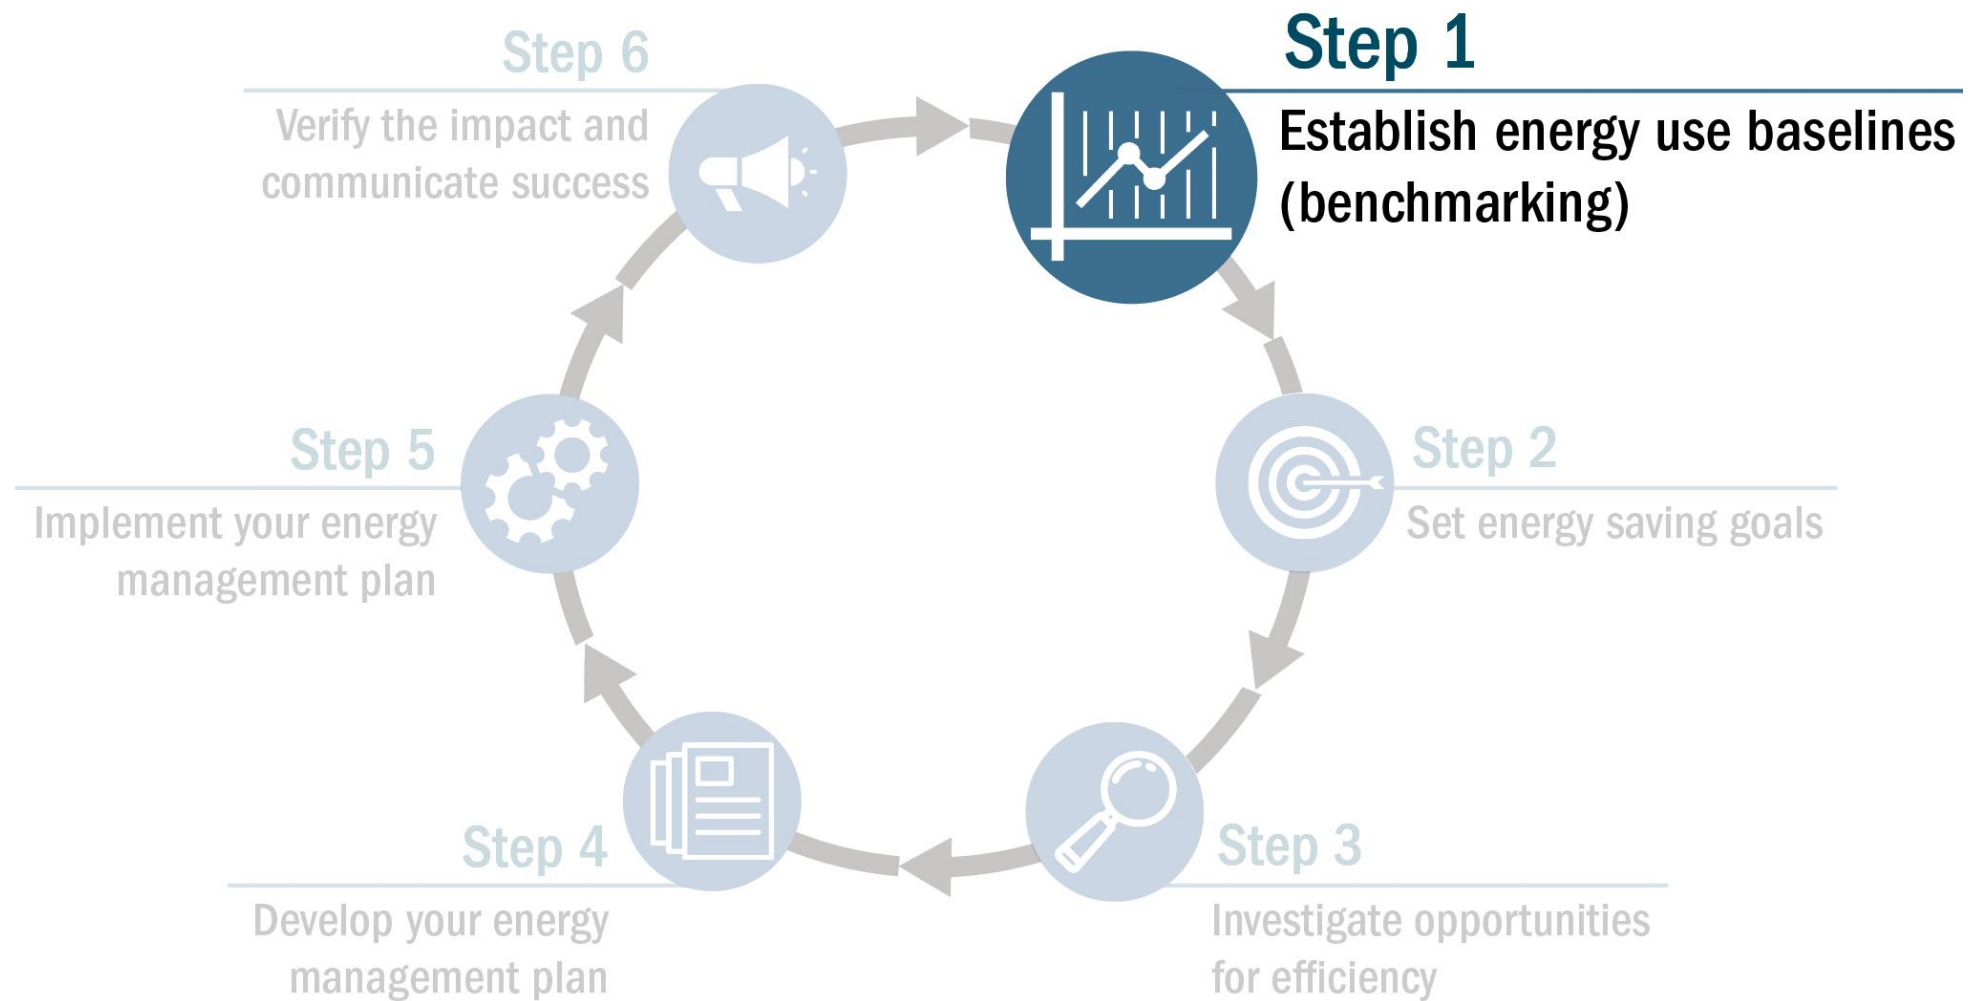 Step 1
Establish energy use baselines
(benchmarking)
Step 2
Set energy saving goals
Step 3
Investigate opportunities
for efficiency
Step 4
Develop your energy
management plan
Step 5
Implement your energy
management plan
Step 6
Verify the impact and
communicate success